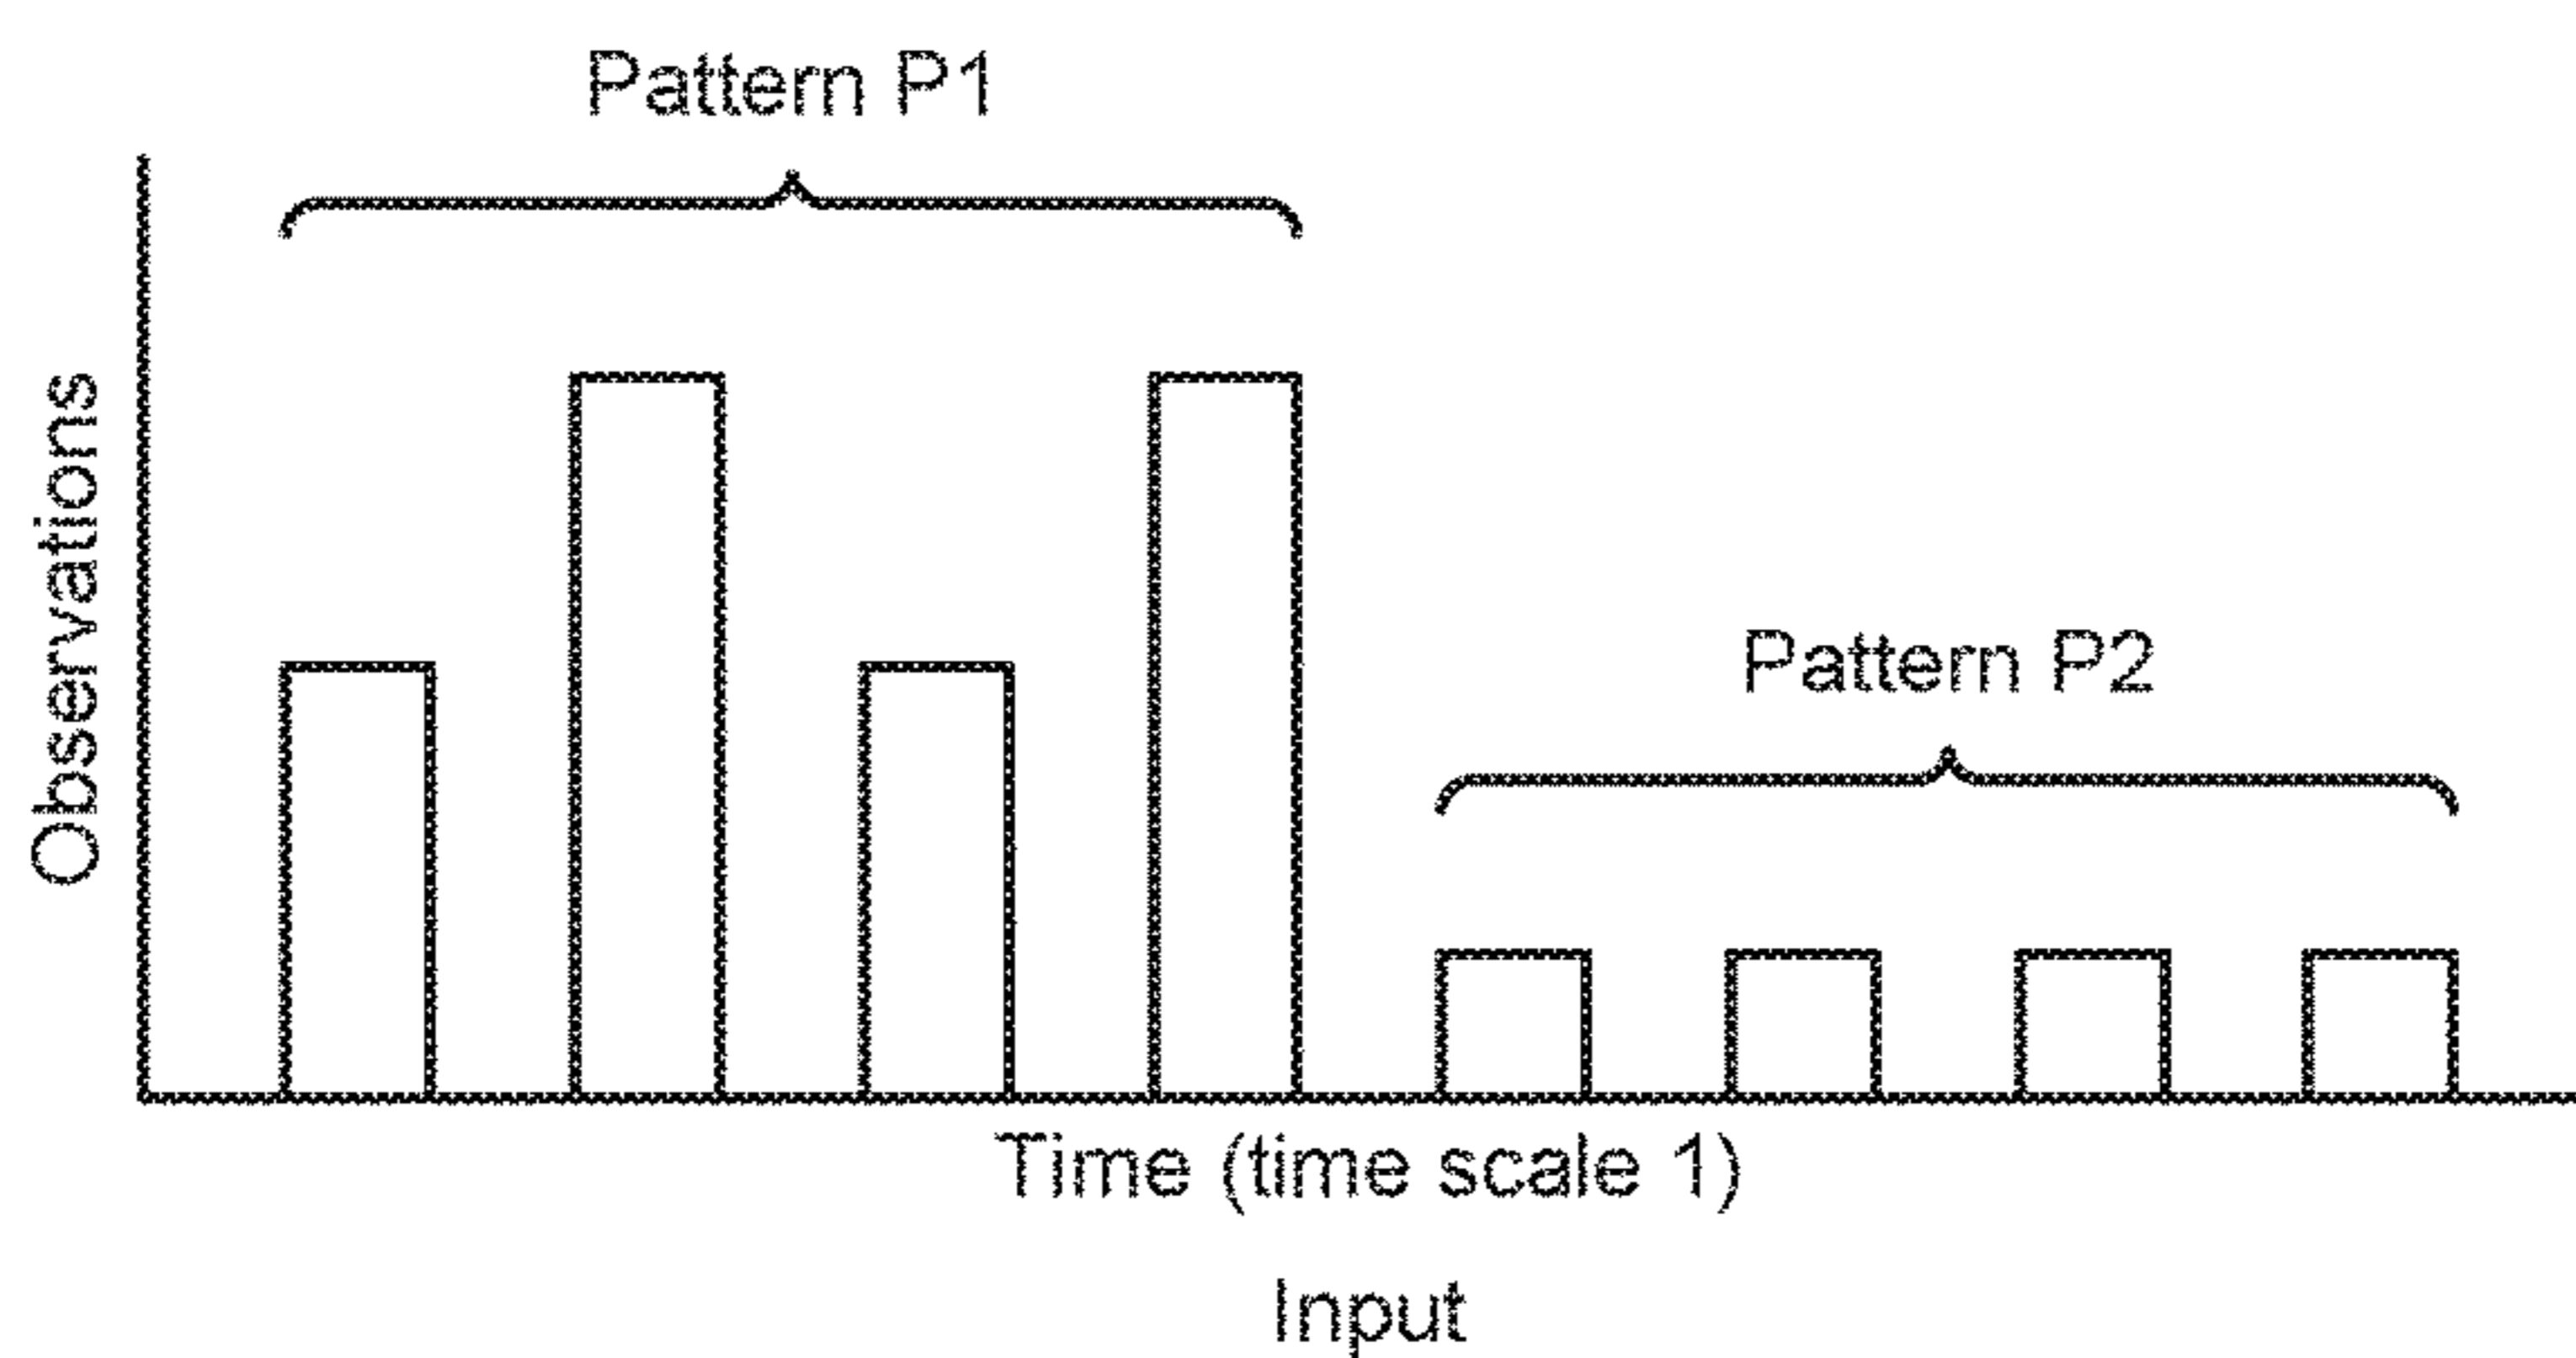 Pattern P1
Observations
Pattern P2
Time (time scale 1)
Input